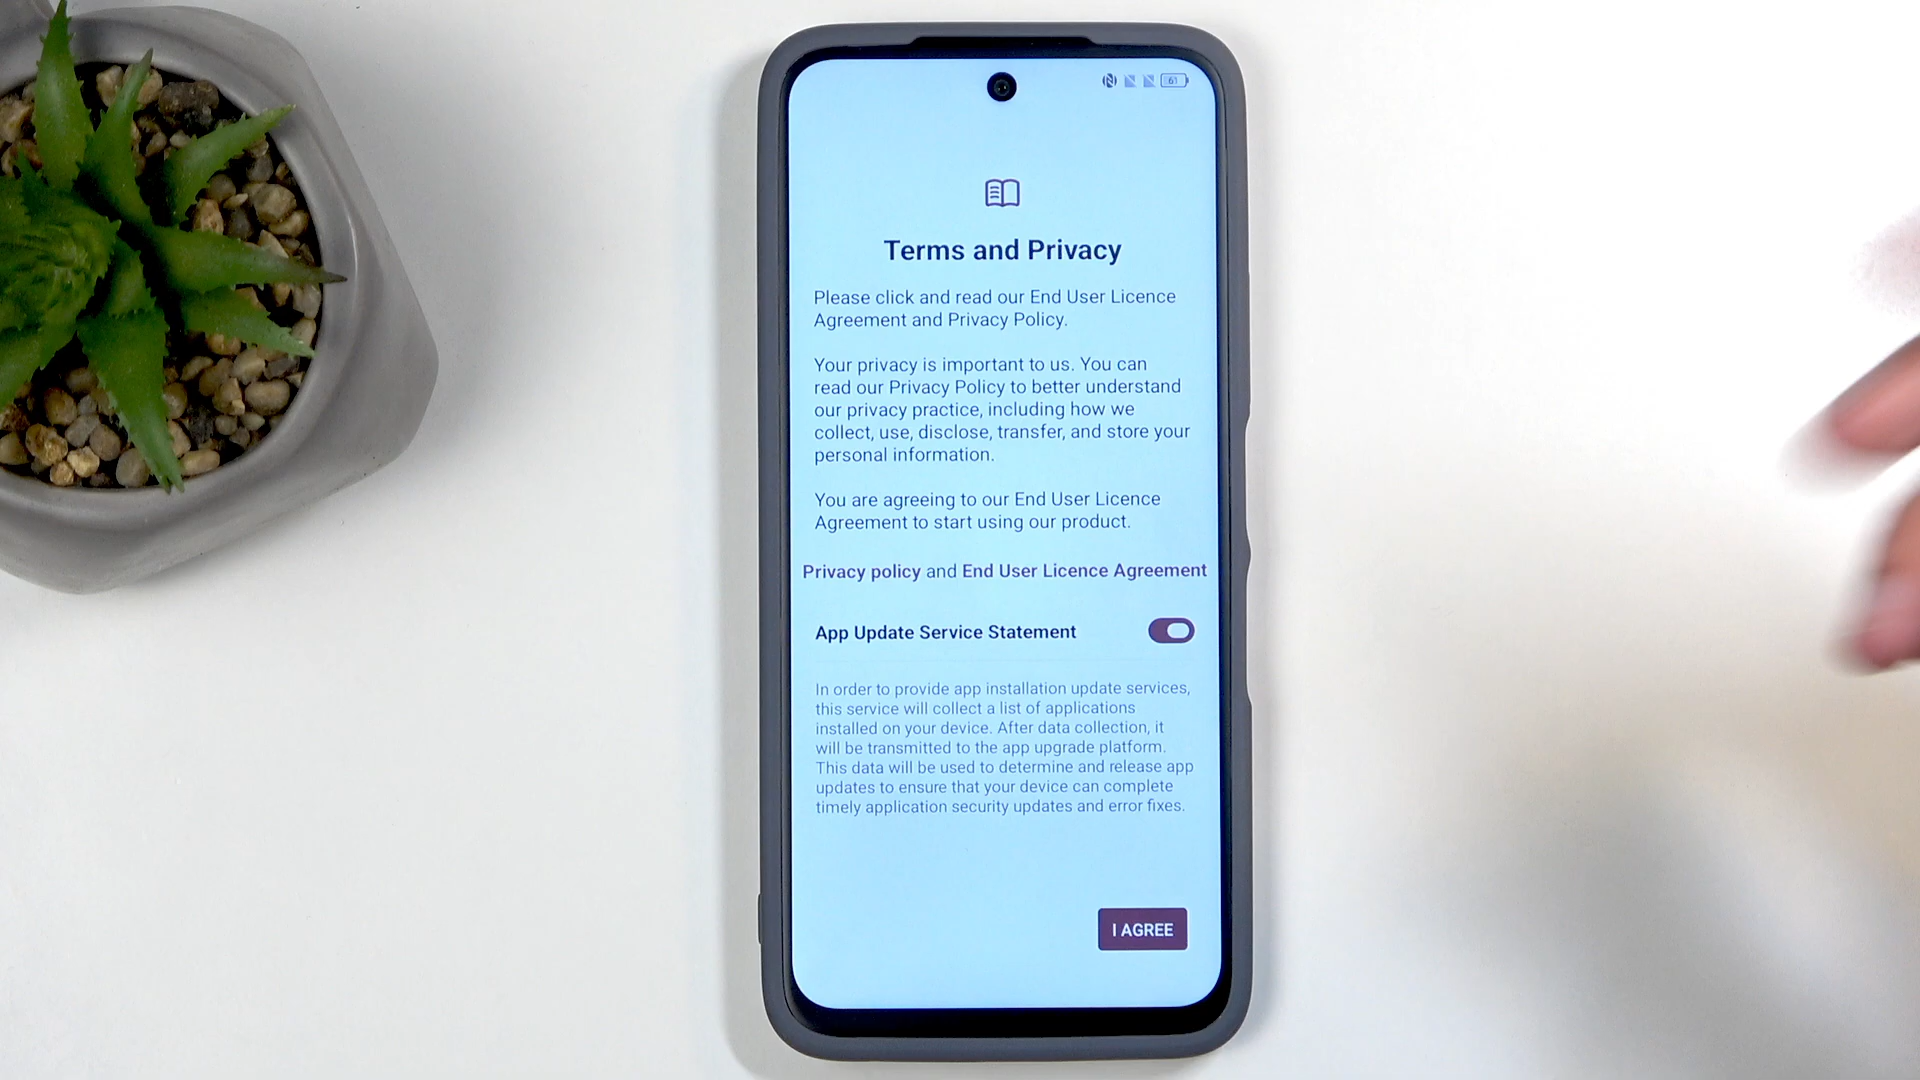 61
Terms and Privacy
Please click and read our End User Licence
Agreement and Privacy Policy.
Your privacy is important to us. You can
read our Privacy Policy to better understand
our privacy practice, including how we
collect, use, disclose, transfer, and store your
personal information.
You are agreeing to our End User Licence
Agreement to start using our product.
Privacy policy and End User Licence Agreement
App Update Service Statement
In order to provide app installation update services,
this service will collect a list of applications
installed on your device. After data collection, it
will be transmitted to the app upgrade platform.
This data will be used to determine and release app
updates to ensure that your device can complete
timely application security updates and error fixes.
I AGREE